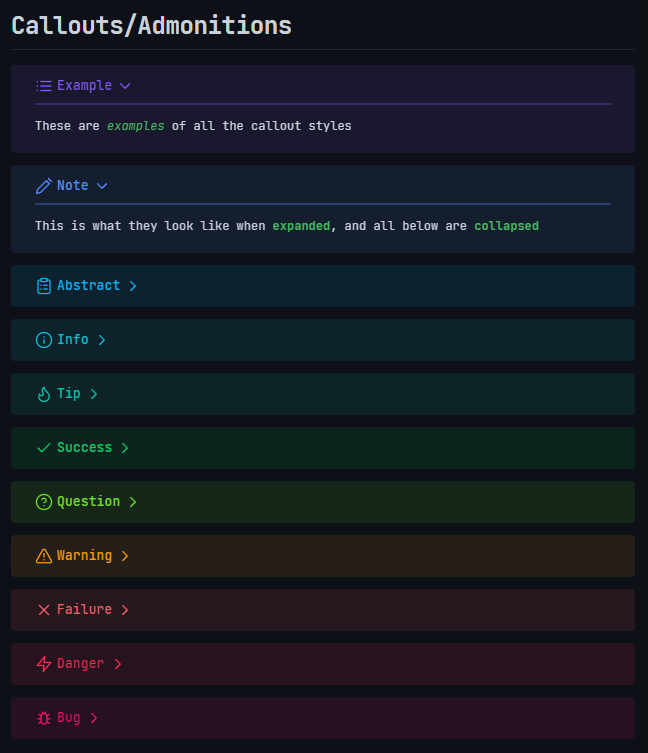 Callouts/Admonitions
Example
These are examples of all the callout styles
Note
This is what they look like when expanded, and all below are collapsed
Abstract
Info
Tip
Success
Question
Warning
Failure
Danger
Bug